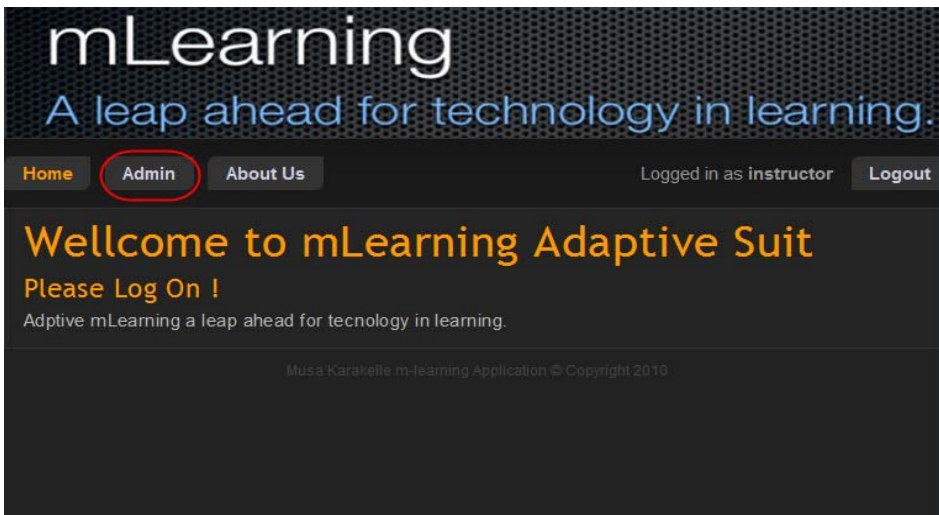 mLearning
A leap ahead for technology in learning.
Home Admin About Us Logged in as instructor Logout
Wellcome to mLearning Adaptive Suit
Please Log On !
Adptive mLearning a leap ahead for tecnology in learning.
Musa Karakelle m-learning Application © Copyright 2010